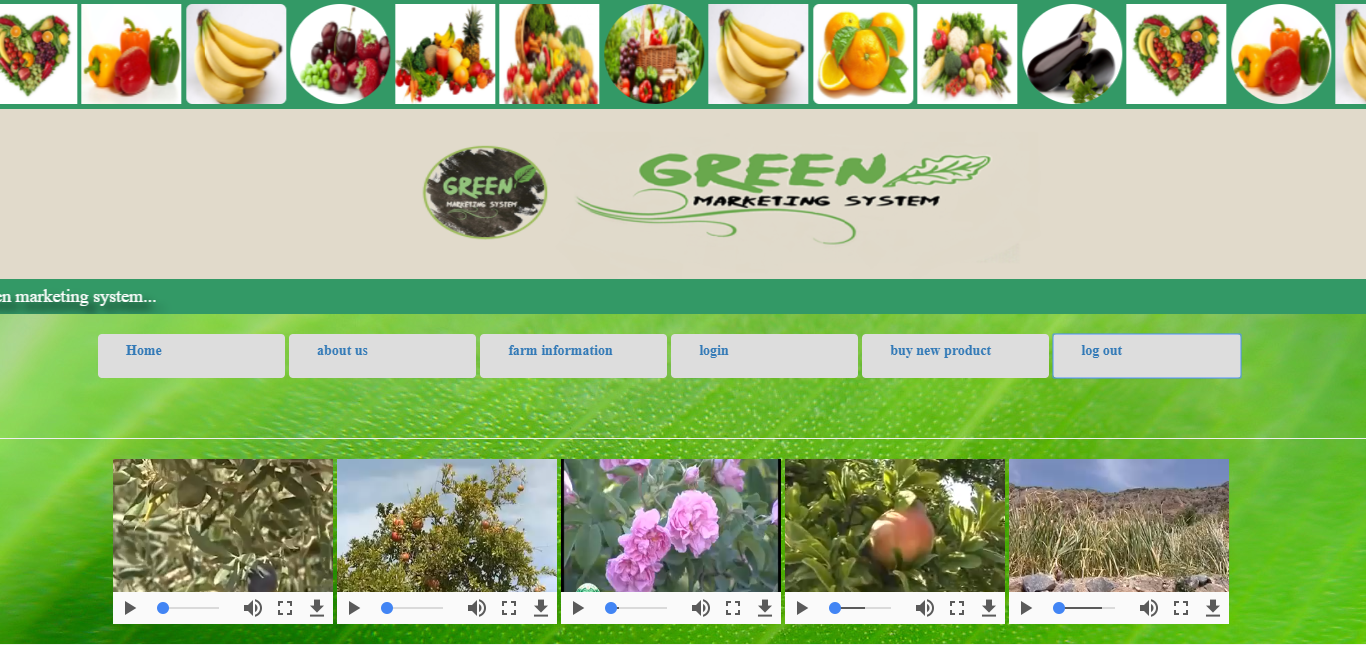 GREEN
MARKETING SYSTEM
GREEN
MARKETING SYSTEM
en marketing system...
Home
about us
farm information
login
buy new product
log out